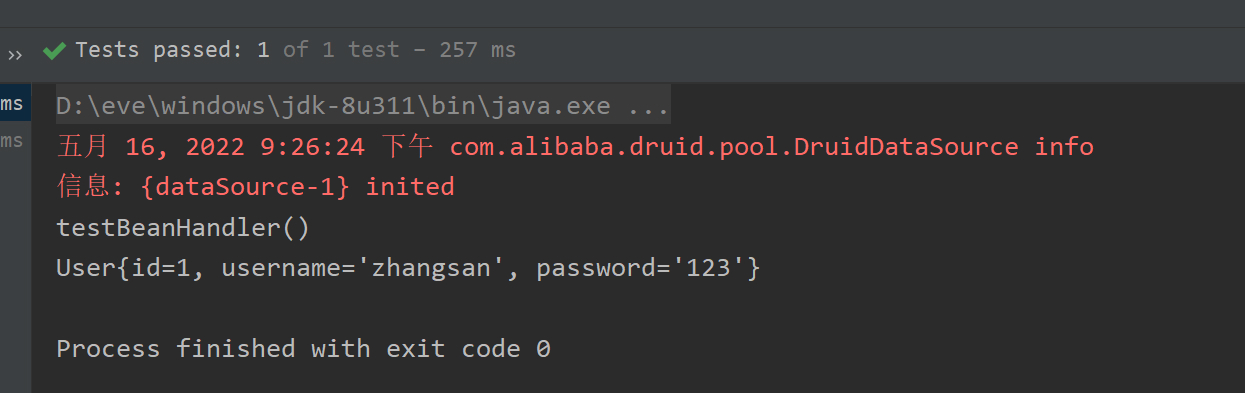 >> Tests passed: 1 of 1 test – 257 ms
ms D:\eve\windows\jdk-8u311\bin\java.exe ...
ms 五月 16, 2022 9:26:24 下午 com.alibaba.druid.pool.DruidDataSource info
信息: {dataSource-1} inited
testBeanHandler()
User{id=1, username='zhangsan', password='123'}
Process finished with exit code 0